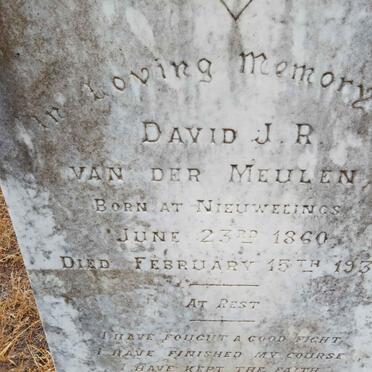 In Loving Memory
DAVID J. R.
VAN DER MEULEN
BORN AT NIEUWELINGS
JUNE 23RD 1860
DIED FEBRUARY 15TH 193
AT REST
I HAVE FOUGHT A GOOD FIGHT
I HAVE FINISHED MY COURSE
I HAVE KEPT THE FAITH